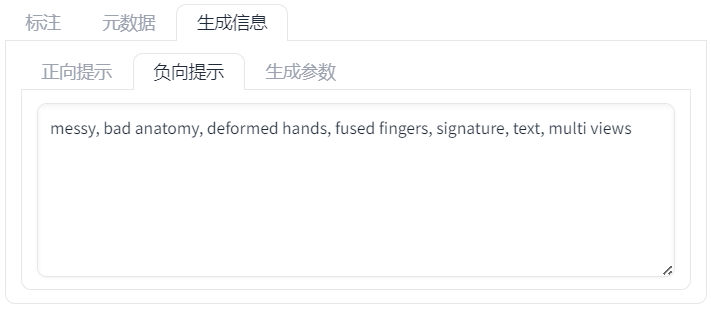 标注 元数据 生成信息
正向提示 负向提示 生成参数
messy, bad anatomy, deformed hands, fused fingers, signature, text, multi views